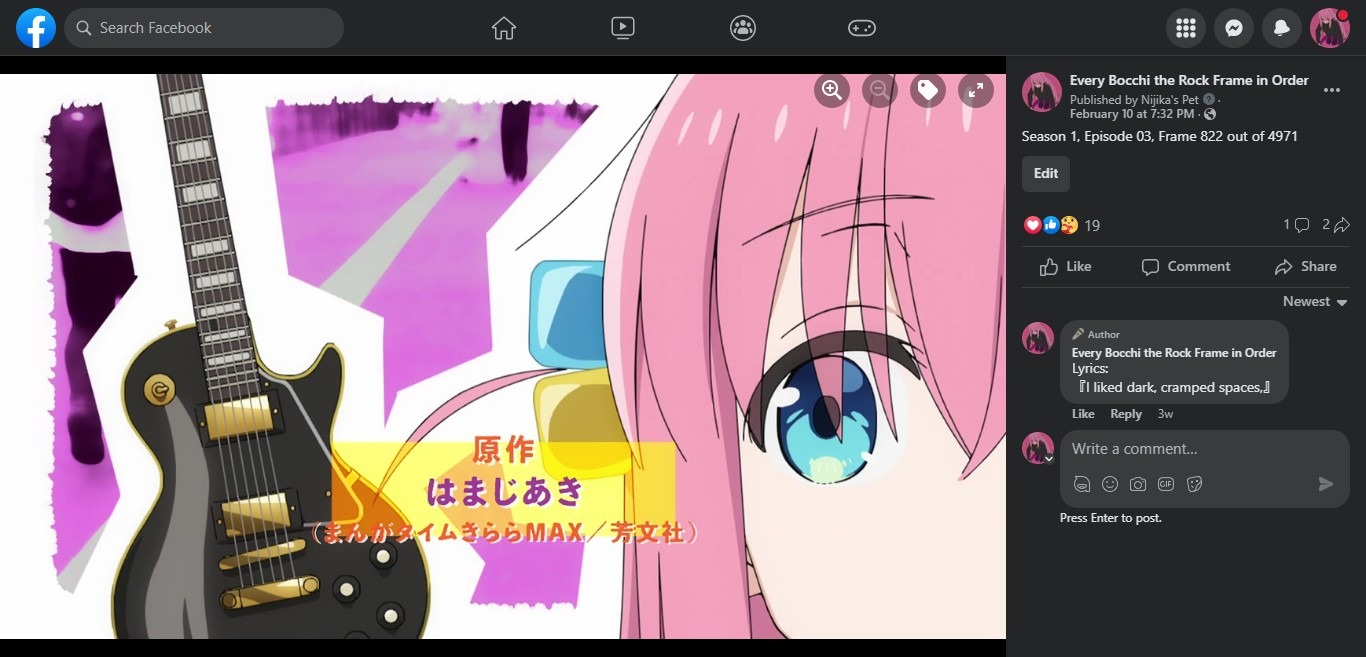 Search Facebook
原作
はまじあき
（まんがタイムきららMAX／芳文社）
Every Bocchi the Rock Frame in Order
Published by Nijika's Pet ·
February 10 at 7:32 PM ·
Season 1, Episode 03, Frame 822 out of 4971
Edit
19
1
2
Like
Comment
Share
Newest
Author
Every Bocchi the Rock Frame in Order
Lyrics:
『I liked dark, cramped spaces,』
Like Reply 3w
Write a comment...
GIF
Press Enter to post.